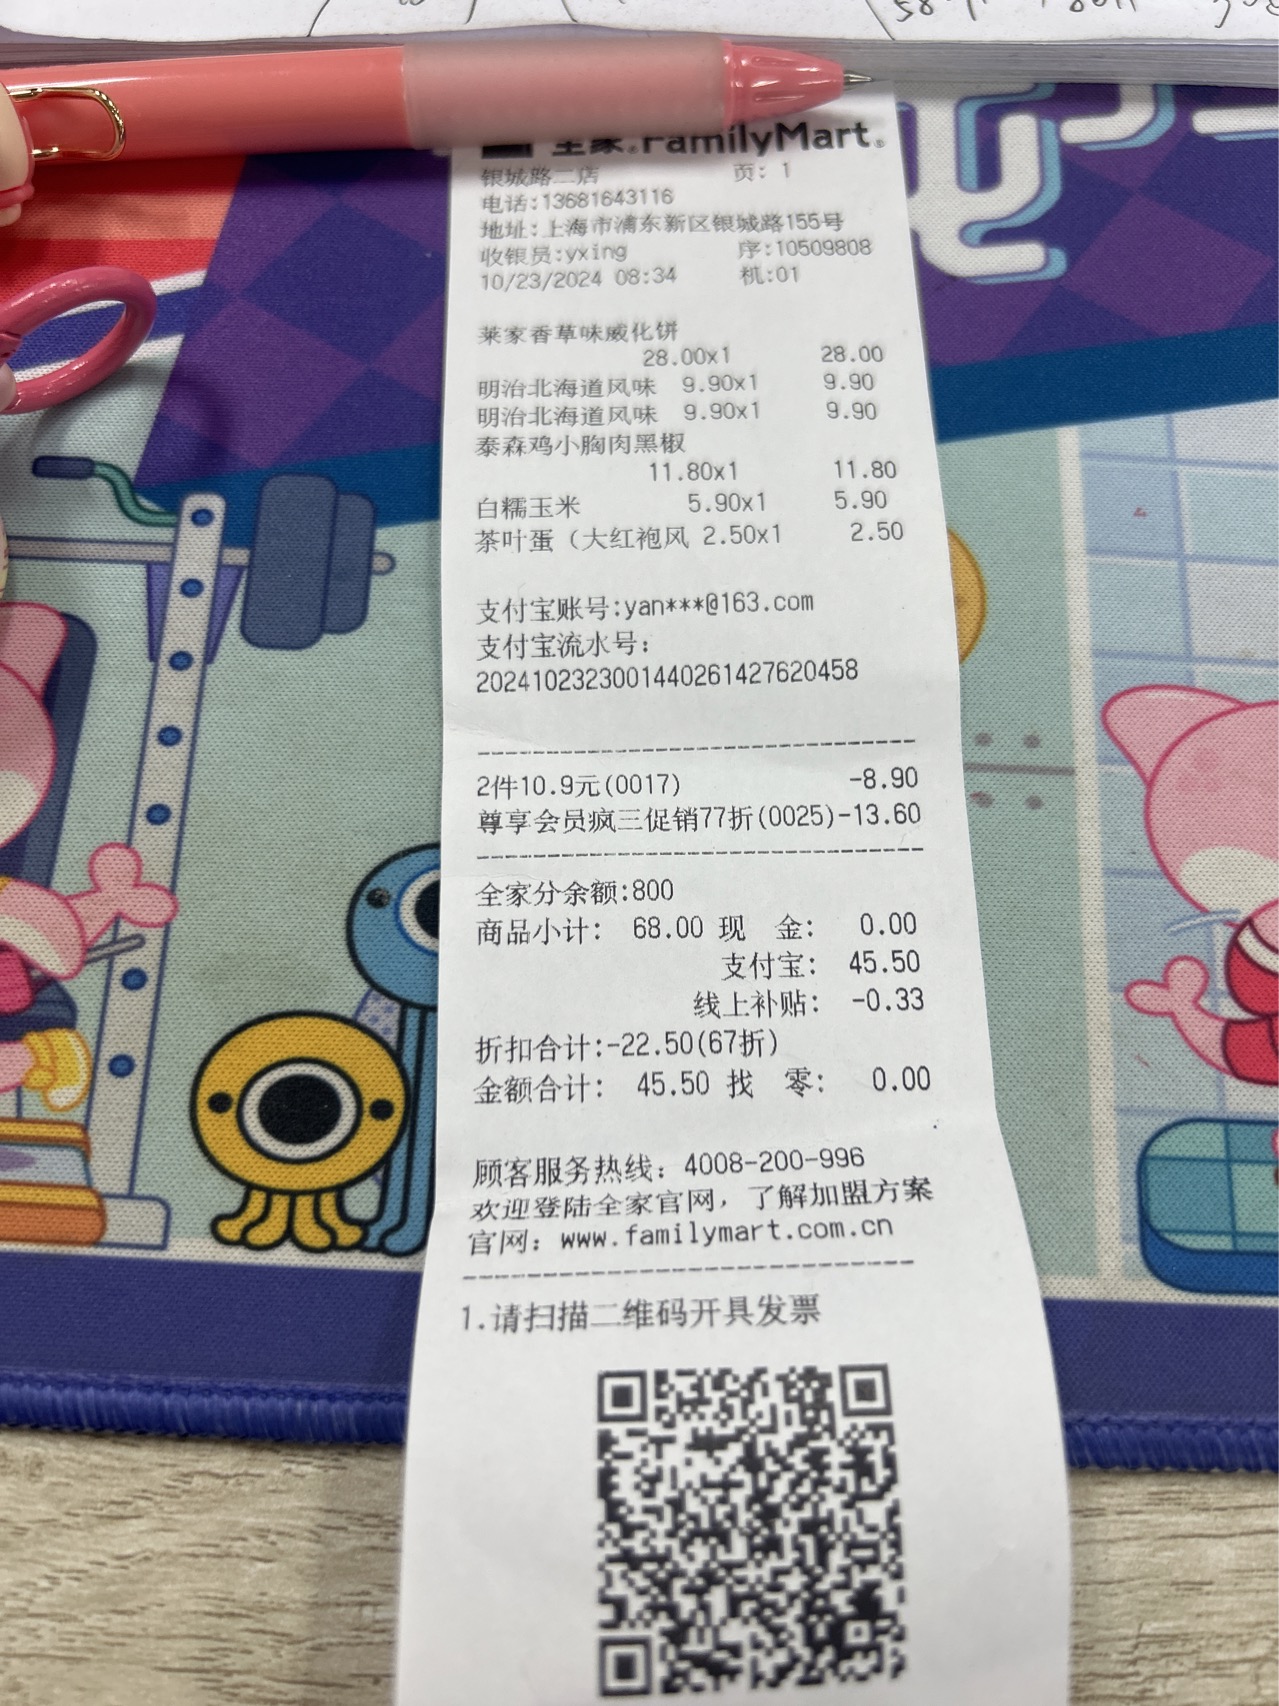 全家®FamilyMart®
银城路二店 页: 1
电话:13681643116
地址:上海市浦东新区银城路155号
收银员:yxing 序:10509808
10/23/2024 08:34 机:01
莱家香草味威化饼
28.00x1 28.00
明治北海道风味 9.90x1 9.90
明治北海道风味 9.90x1 9.90
泰森鸡小胸肉黑椒
11.80x1 11.80
白糯玉米 5.90x1 5.90
茶叶蛋（大红袍风 2.50x1 2.50
支付宝账号:yan***@163.com
支付宝流水号:
2024102323001440261427620458
2件10.9元(0017) -8.90
尊享会员疯三促销77折(0025)-13.60
全家分余额:800
商品小计: 68.00 现 金: 0.00
支付宝: 45.50
线上补贴: -0.33
折扣合计:-22.50(67折)
金额合计: 45.50 找 零: 0.00
顾客服务热线: 4008-200-996
欢迎登陆全家官网, 了解加盟方案
官网: www.familymart.com.cn
1.请扫描二维码开具发票